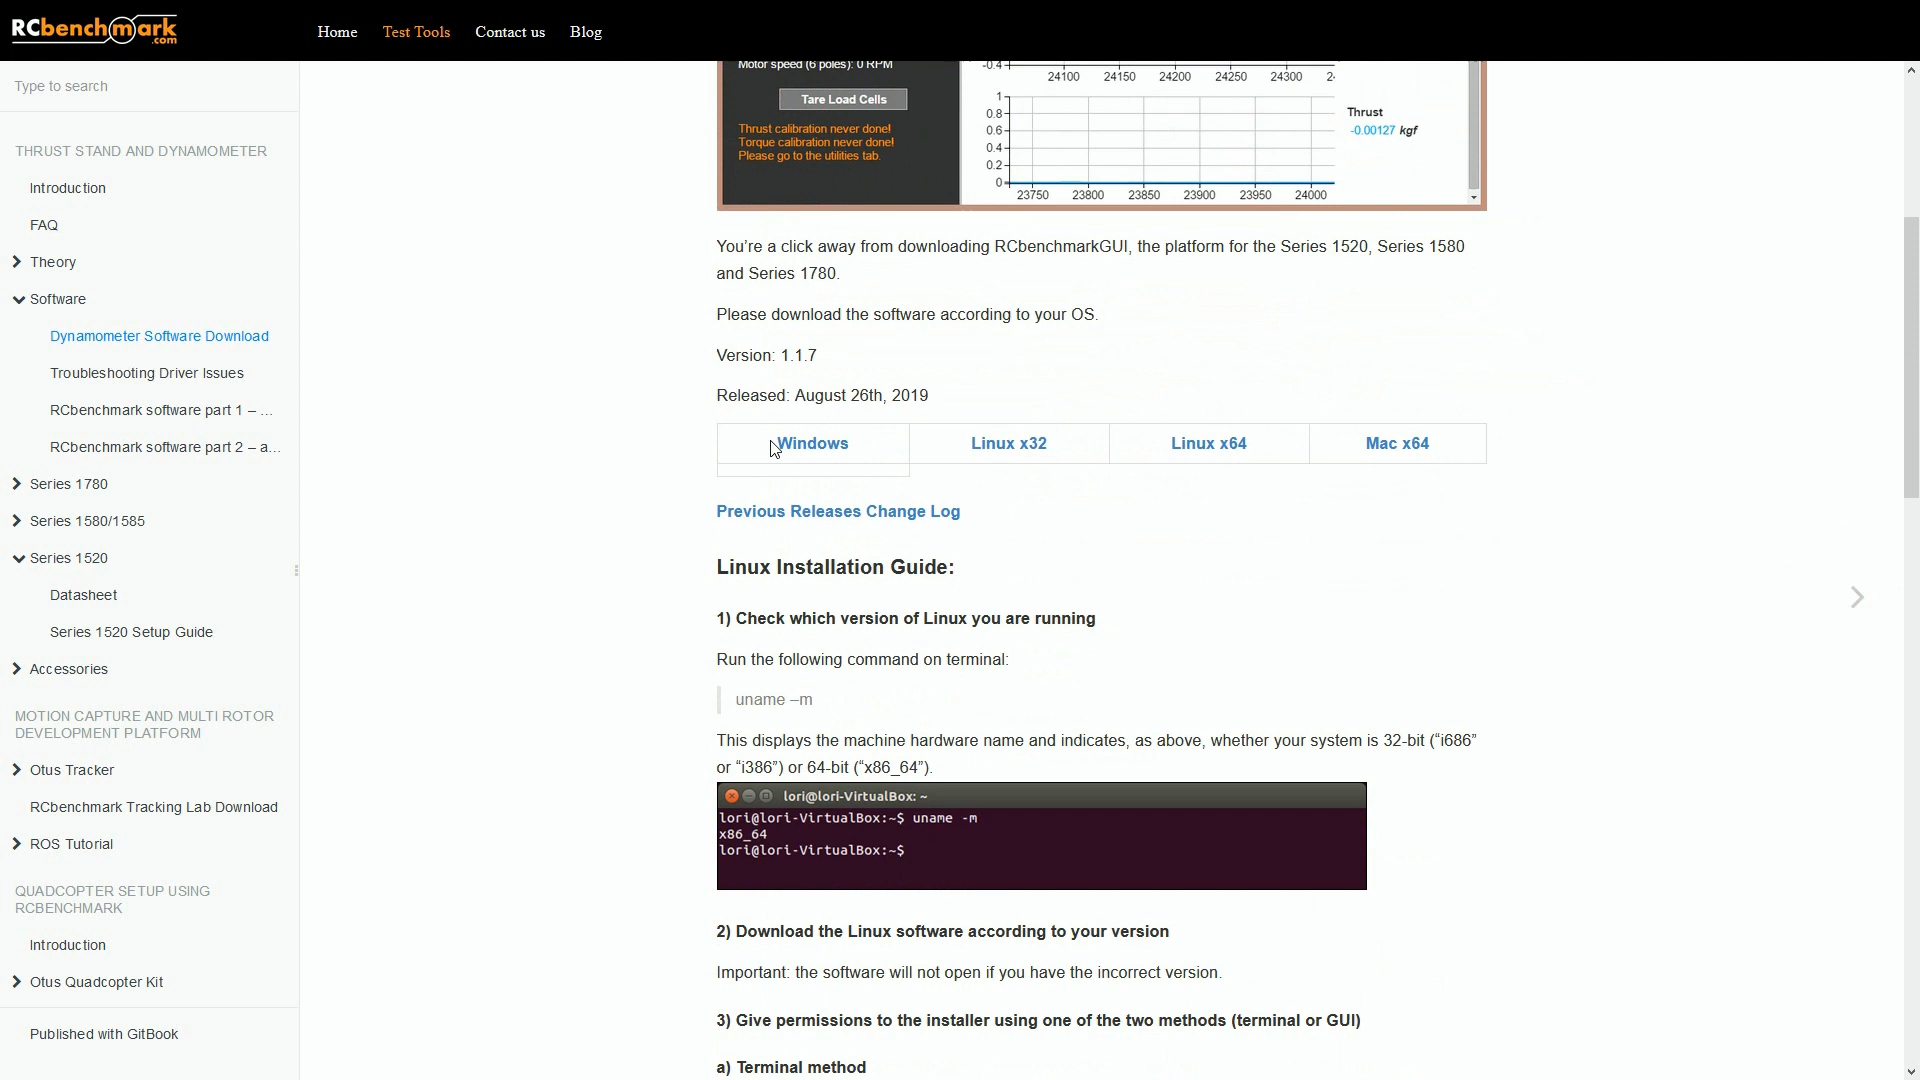 RCbenchmark.com
Home
Test Tools
Contact us
Blog
Type to search
THRUST STAND AND DYNAMOMETER
Introduction
FAQ
Theory
Software
Dynamometer Software Download
Troubleshooting Driver Issues
RCbenchmark software part 1 – ...
RCbenchmark software part 2 – a...
Series 1780
Series 1580/1585
Series 1520
Datasheet
Series 1520 Setup Guide
Accessories
MOTION CAPTURE AND MULTI ROTOR
DEVELOPMENT PLATFORM
Otus Tracker
RCbenchmark Tracking Lab Download
ROS Tutorial
QUADCOPTER SETUP USING
RCBENCHMARK
Introduction
Otus Quadcopter Kit
Published with GitBook
Motor speed (6 poles): 0 RPM
Tare Load Cells
Thrust calibration never done!
Torque calibration never done!
Please go to the utilities tab.
-0.4
24100 24150 24200 24250 24300 2
1
0.8
0.6
0.4
0.2
0
23750 23800 23850 23900 23950 24000
Thrust
-0.00127 kgf
You’re a click away from downloading RCbenchmarkGUI, the platform for the Series 1520, Series 1580
and Series 1780.
Please download the software according to your OS.
Version: 1.1.7
Released: August 26th, 2019
Windows
Linux x32
Linux x64
Mac x64
Previous Releases Change Log
Linux Installation Guide:
1) Check which version of Linux you are running
Run the following command on terminal:
uname –m
This displays the machine hardware name and indicates, as above, whether your system is 32-bit (“i686”
or “i386”) or 64-bit (“x86_64”).
lori@lori-VirtualBox: ~
lori@lori-VirtualBox:~$ uname -m
x86_64
lori@lori-VirtualBox:~$
2) Download the Linux software according to your version
Important: the software will not open if you have the incorrect version.
3) Give permissions to the installer using one of the two methods (terminal or GUI)
a) Terminal method